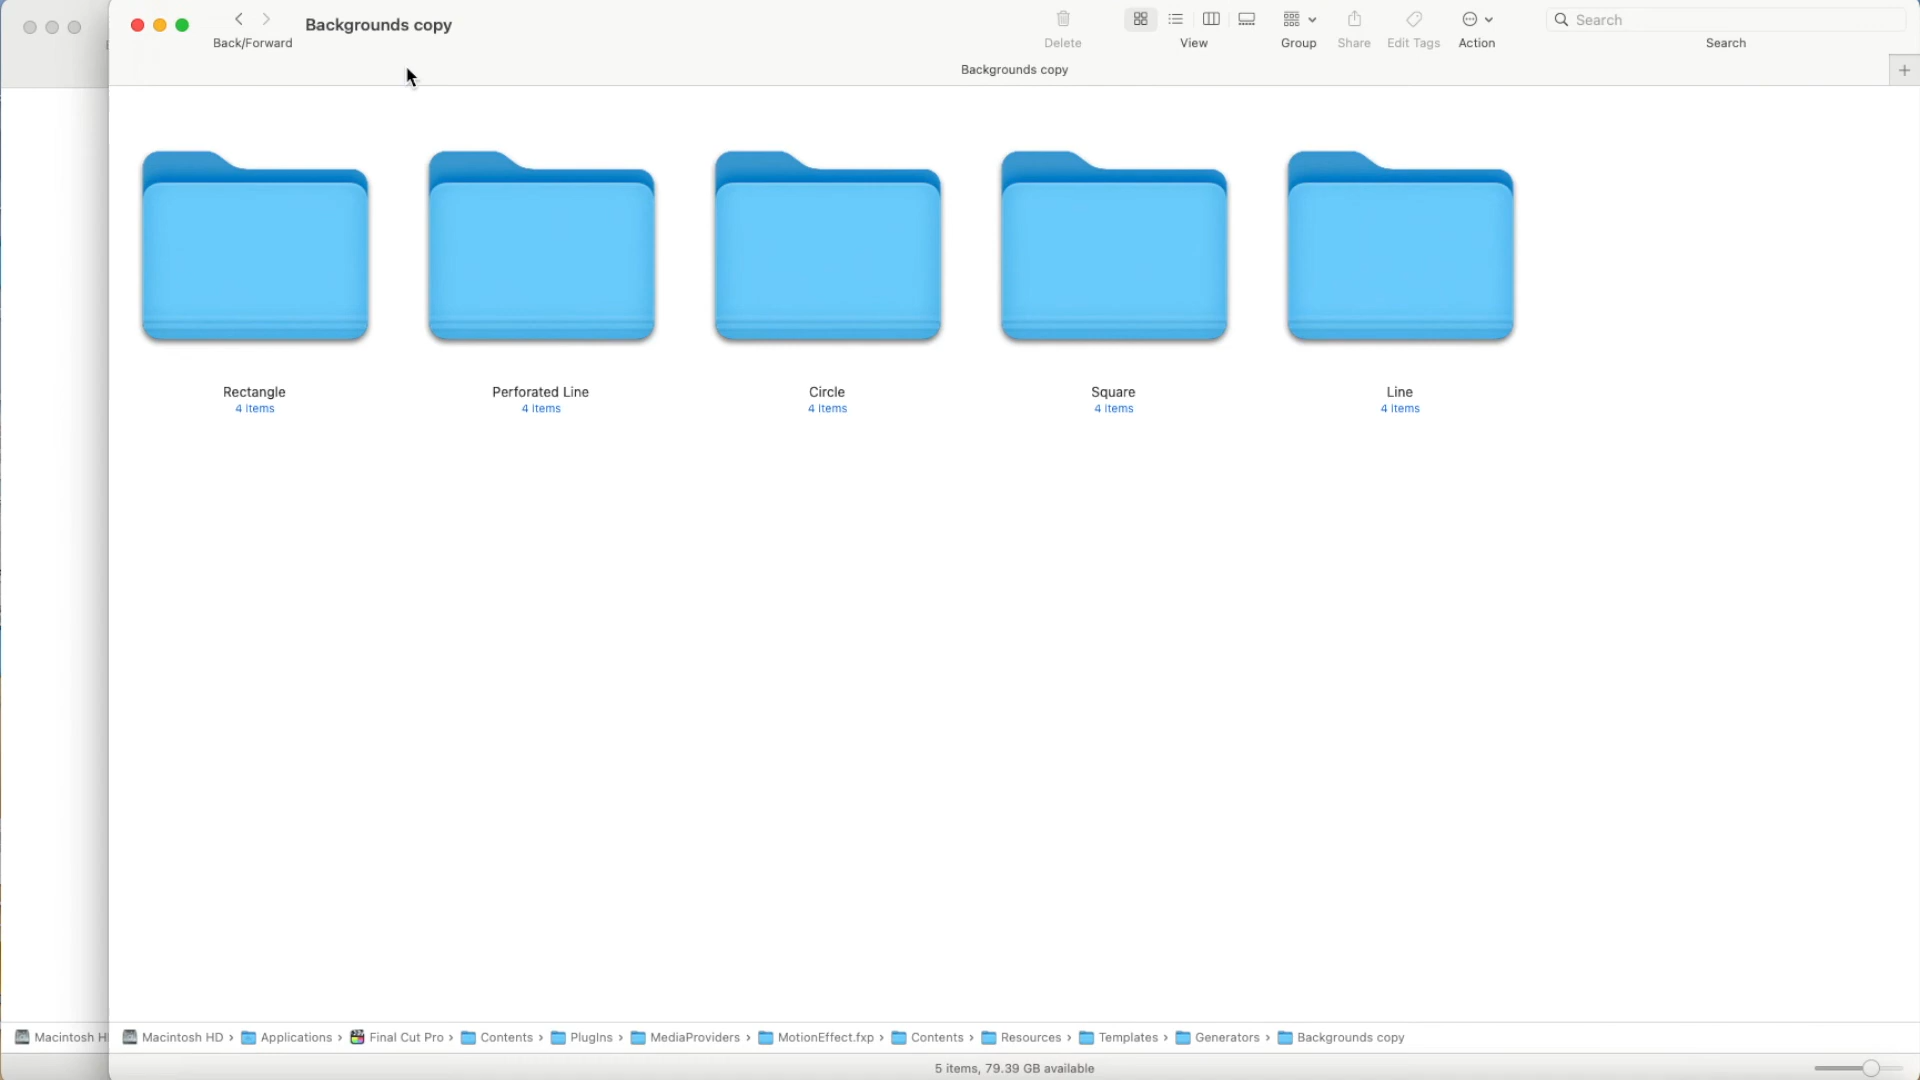 Backgrounds copy
Back/Forward
Delete
View
Group
Share
Edit Tags
Action
Search
Search
Backgrounds copy
Rectangle
4 items
Perforated Line
4 items
Circle
4 items
Square
4 items
Line
4 items
Macintosh H
Macintosh HD › Applications › Final Cut Pro › Contents › PlugIns › MediaProviders › MotionEffect.fxp › Contents › Resources › Templates › Generators › Backgrounds copy
5 items, 79.39 GB available